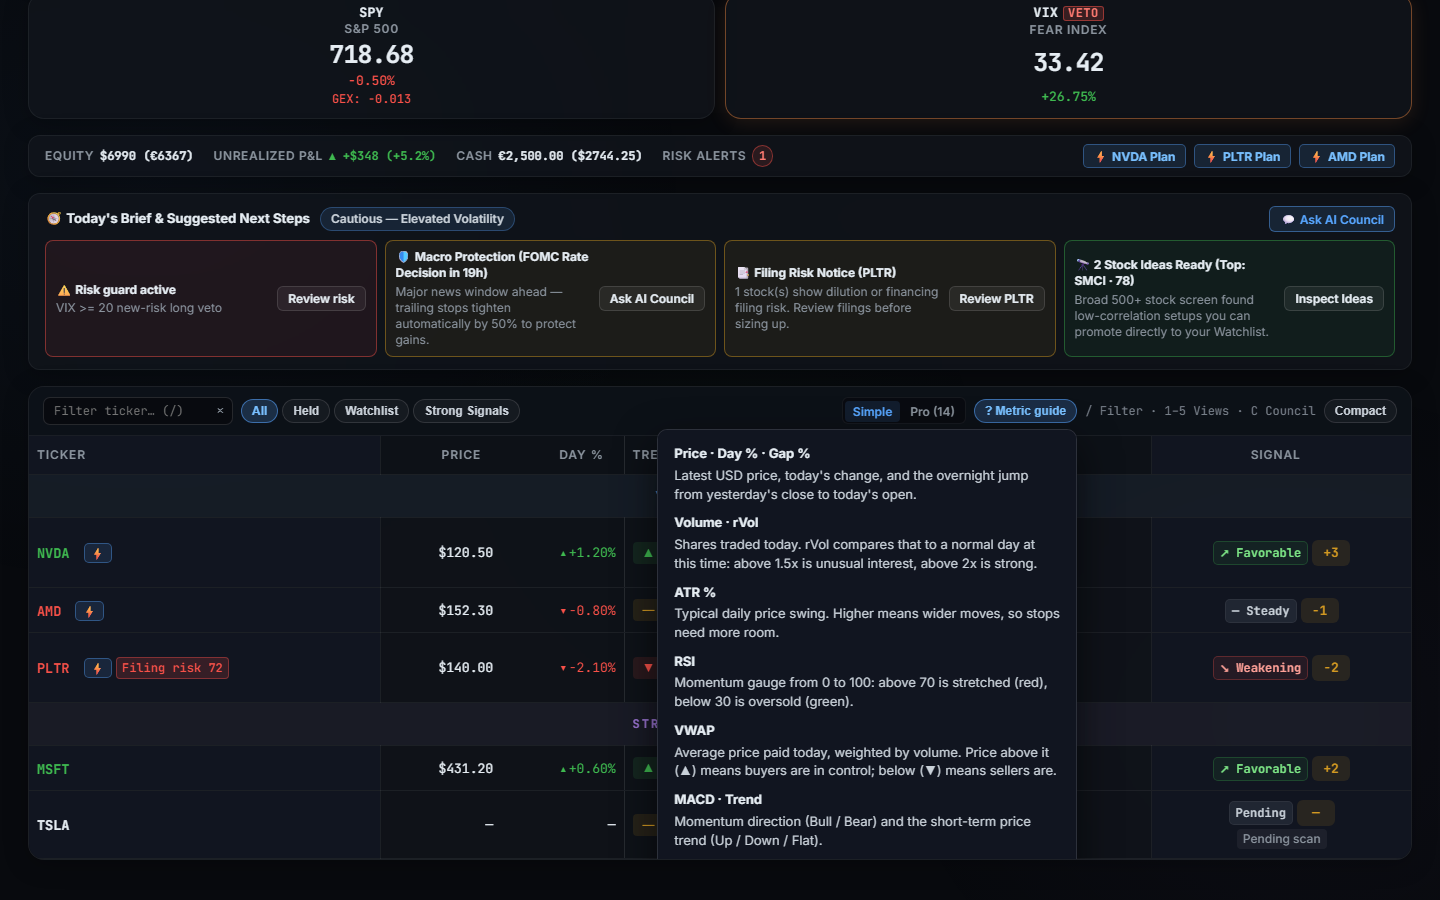 SPY
S&P 500
718.68
-0.50%
GEX: -0.013
VIX VETO
FEAR INDEX
33.42
+26.75%
EQUITY $6990 (€6367) UNREALIZED P&L ▲ +$348 (+5.2%) CASH €2,500.00 ($2744.25) RISK ALERTS 1
NVDA Plan PLTR Plan AMD Plan
Today's Brief & Suggested Next Steps Cautious — Elevated Volatility Ask AI Council
Risk guard active
VIX >= 20 new-risk long veto
Review risk
Macro Protection (FOMC Rate
Decision in 19h)
Major news window ahead —
trailing stops tighten
automatically by 50% to protect
gains.
Ask AI Council
Filing Risk Notice (PLTR)
1 stock(s) show dilution or financing
filing risk. Review filings before
sizing up.
Review PLTR
2 Stock Ideas Ready (Top:
SMCI · 78)
Broad 500+ stock screen found
low-correlation setups you can
promote directly to your Watchlist.
Inspect Ideas
Filter ticker… (/) × All Held Watchlist Strong Signals Simple Pro (14) ? Metric guide / Filter · 1–5 Views · C Council Compact
TICKER PRICE DAY % TRE SIGNAL
NVDA $120.50 ▲+1.20% ▲ ↗ Favorable +3
AMD $152.30 ▼-0.80% — — Steady -1
PLTR Filing risk 72 $140.00 ▼-2.10% ▼ ↘ Weakening -2
STR
MSFT $431.20 ▲+0.60% ▲ ↗ Favorable +2
TSLA — — — Pending —
Pending scan
Price · Day % · Gap %
Latest USD price, today's change, and the overnight jump
from yesterday's close to today's open.
Volume · rVol
Shares traded today. rVol compares that to a normal day at
this time: above 1.5x is unusual interest, above 2x is strong.
ATR %
Typical daily price swing. Higher means wider moves, so stops
need more room.
RSI
Momentum gauge from 0 to 100: above 70 is stretched (red),
below 30 is oversold (green).
VWAP
Average price paid today, weighted by volume. Price above it
(▲) means buyers are in control; below (▼) means sellers are.
MACD · Trend
Momentum direction (Bull / Bear) and the short-term price
trend (Up / Down / Flat).